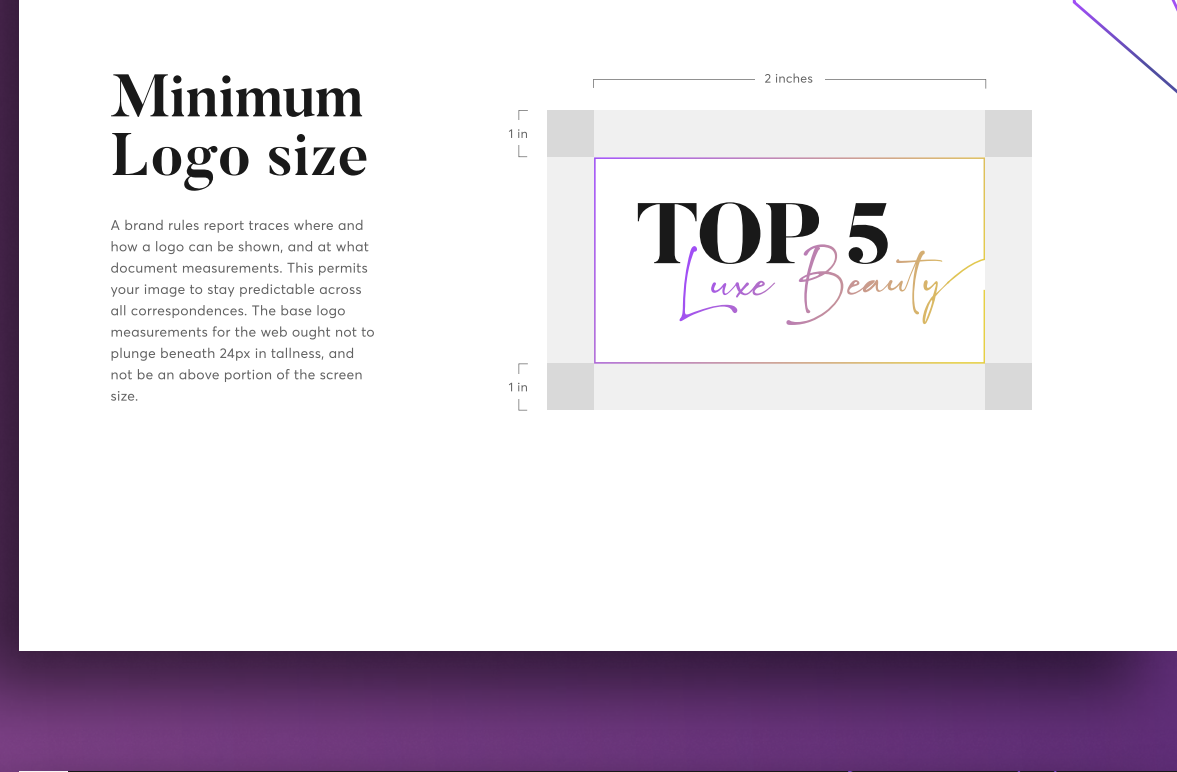 Minimum
Logo size
A brand rules report traces where and
how a logo can be shown, and at what
document measurements. This permits
your image to stay predictable across
all correspondences. The base logo
measurements for the web ought not to
plunge beneath 24px in tallness, and
not be an above portion of the screen
size.
2 inches
1 in
TOP 5
Luxe Beauty
1 in